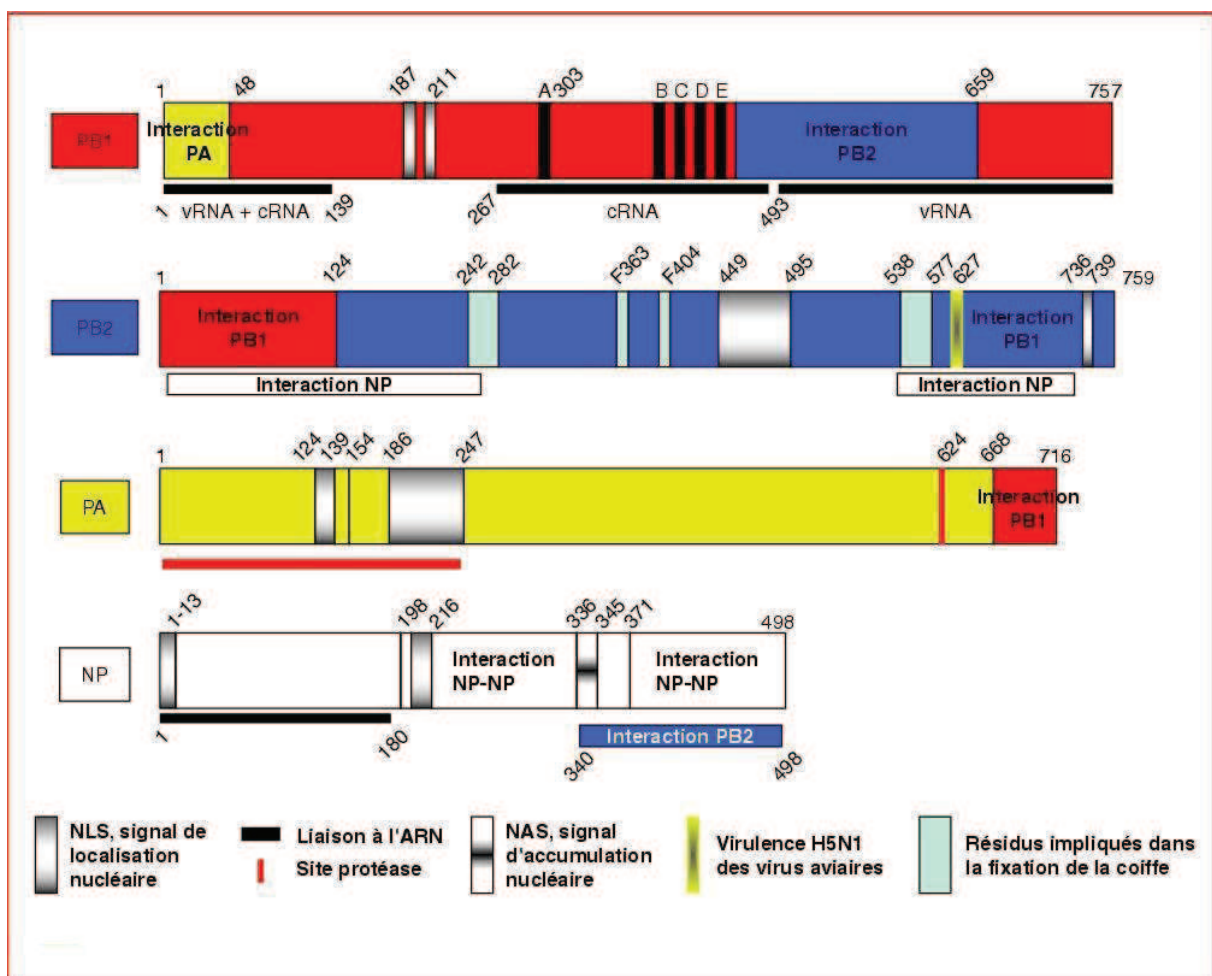 1 48 187 211 A 303 B C D E 659 757
PB1
Interaction
PA
Interaction
PB2
1 vRNA + cRNA 139 267 cRNA 493 vRNA
1 124 242 282 F363 F404 449 495 538 577 627 736 739 759
PB2
Interaction
PB1
Interaction
PB1
Interaction NP
Interaction NP
1 124 139 154 186 247 624 668 716
PA
Interaction
PB1
1-13 198 216 336 345 371 498
NP
Interaction
NP-NP
Interaction
NP-NP
1 180
Interaction PB2
340 498
NLS, signal de
localisation
nucléaire
Liaison à l'ARN
Site protéase
NAS, signal
d'accumulation
nucléaire
Virulence H5N1
des virus aviaires
Résidus impliqués dans
la fixation de la coiffe